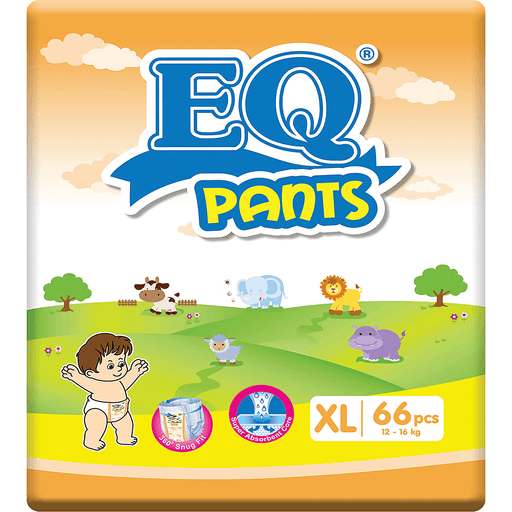 EQ®
PANTS
360° Snug Fit
Super Absorbent Core
XL
66 pcs
12 - 16 kg